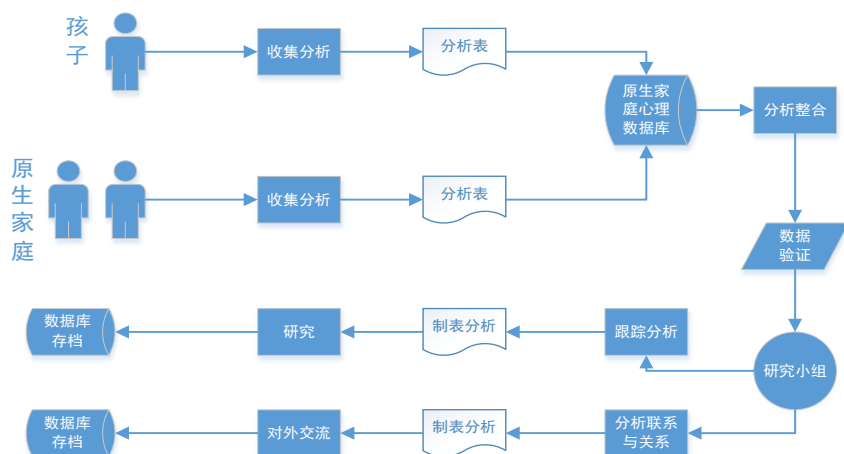 孩子
收集分析
分析表
原生家
庭心理
数据库
分析整合
原生家庭
收集分析
分析表
数据
验证
数据库
存档
研究
制表分析
跟踪分析
研究小组
数据库
存档
对外交流
制表分析
分析联系
与关系